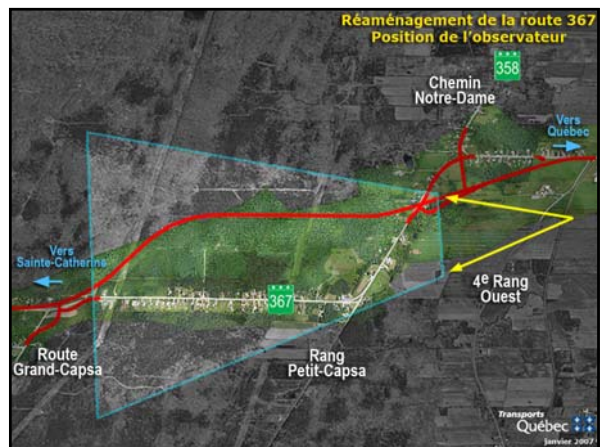 Réaménagement de la route 367
Position de l'observateur
358
Chemin
Notre-Dame
Vers
Québec
Vers
Sainte-Catherine
367
4e Rang
Ouest
Route
Grand-Capsa
Rang
Petit-Capsa
Transports
Québec
Janvier 2007